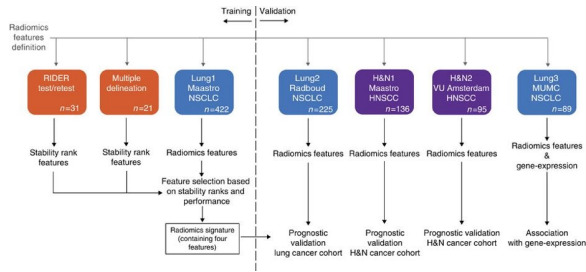 Training
Validation
Radiomics
features
definition
RIDER
test/retest
n=31
Multiple
delineation
n=21
Lung1
Maastro
NSCLC
n=422
Lung2
Radboud
NSCLC
n=225
H&N1
Maastro
HNSCC
n=136
H&N2
VU Amsterdam
HNSCC
n=95
Lung3
MUMC
NSCLC
n=89
Stability rank
features
Stability rank
features
Radiomics features
Radiomics features
Radiomics features
Radiomics features
Radiomics features
&
gene-expression
Feature selection based
on stability ranks and
performance
Radiomics signature
(containing four
features)
Prognostic
validation
lung cancer cohort
Prognostic
validation
H&N cancer cohort
Prognostic validation
H&N cancer cohort
Association
with gene-expression